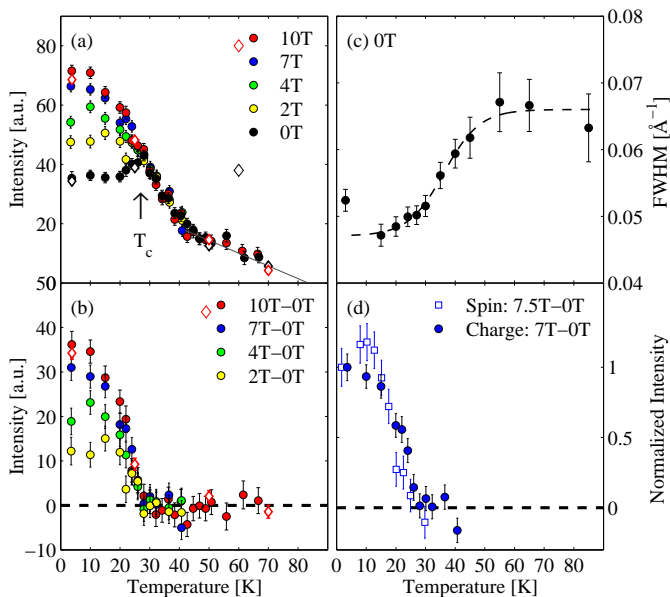 (a)
10T
7T
4T
2T
0T
T_c
Intensity [a.u.]
80
60
40
20
0
(c) 0T
FWHM [Å⁻¹]
0.08
0.07
0.06
0.05
0.04
(b)
10T−0T
7T−0T
4T−0T
2T−0T
Intensity [a.u.]
50
40
30
20
10
0
−10
0 10 20 30 40 50 60 70 80
Temperature [K]
(d)
Spin: 7.5T−0T
Charge: 7T−0T
Normalized Intensity
1
0.5
0
0 10 20 30 40 50 60 70 80
Temperature [K]